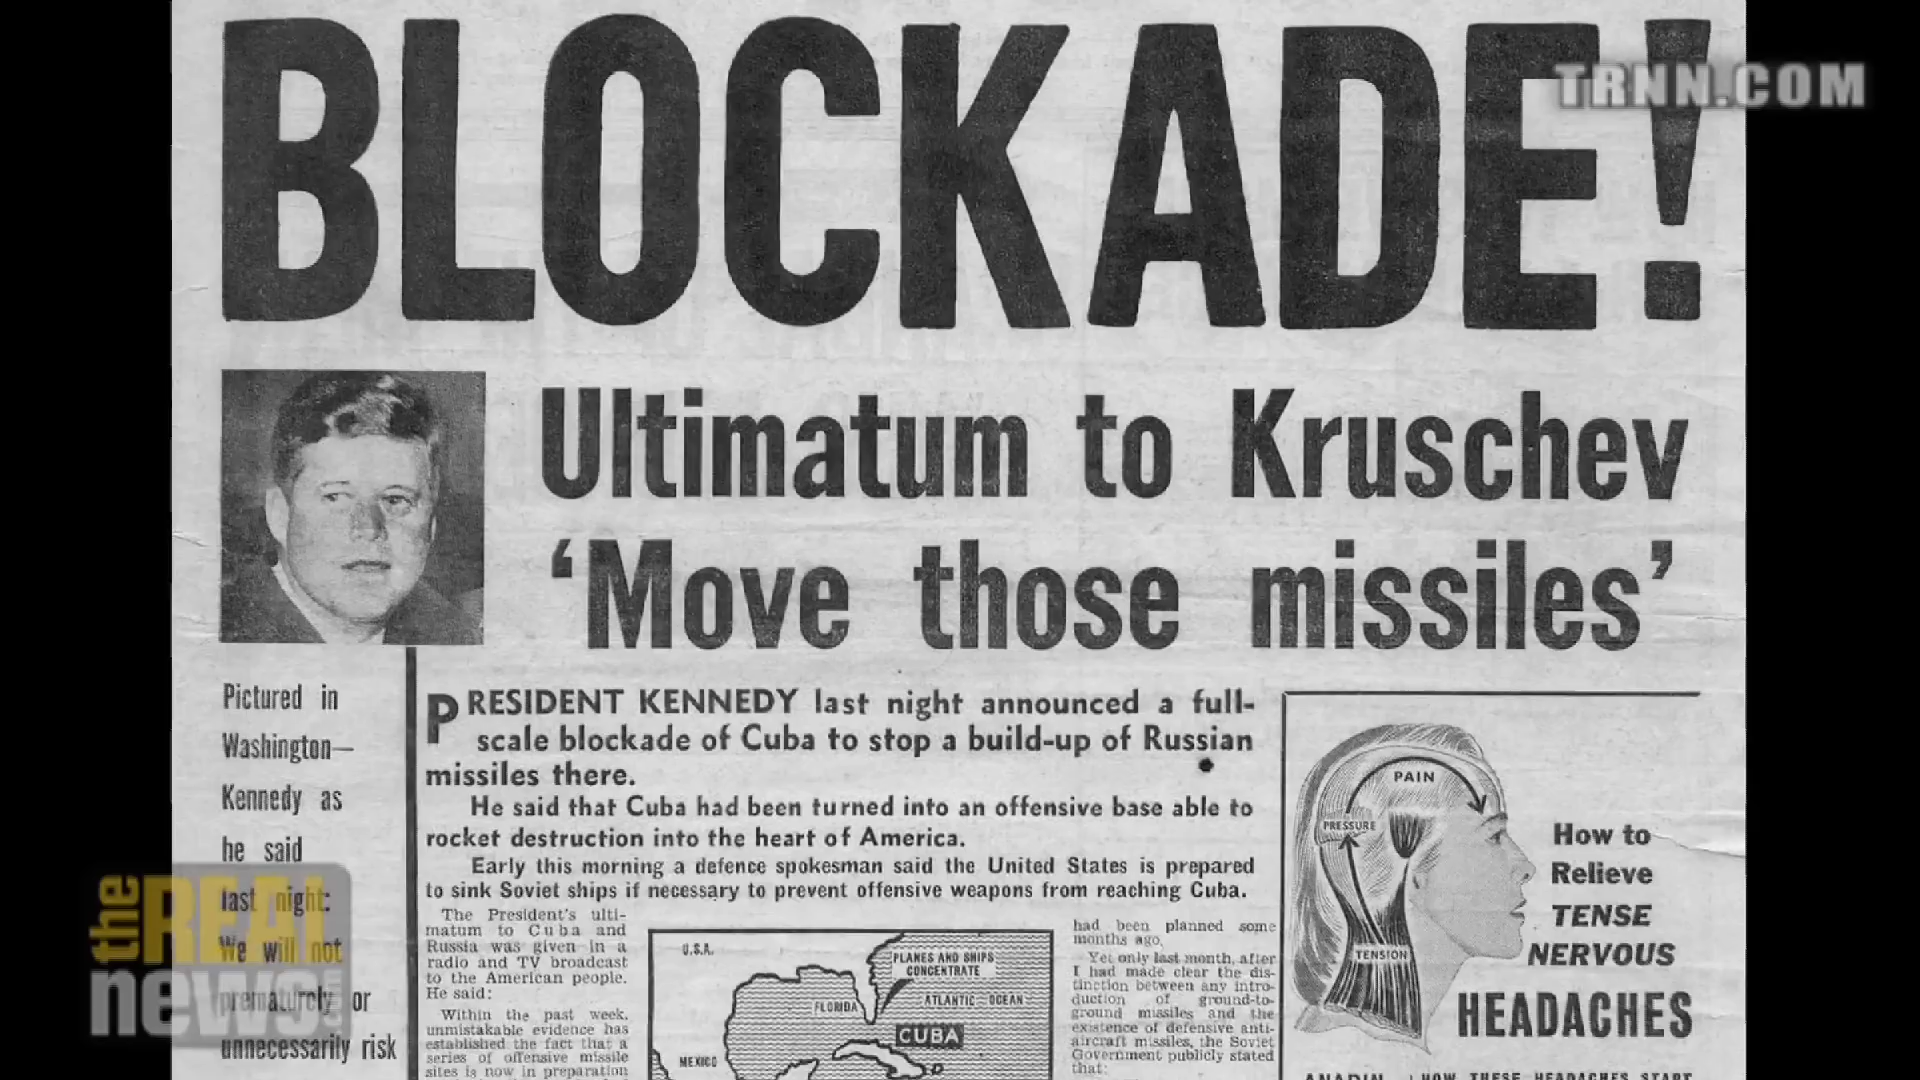 BLOCKADE!
TRNN.COM
Ultimatum to Kruschev
‘Move those missiles’
Pictured in
Washington—
Kennedy as
he said
last night:
We will not
prematurely or
unnecessarily risk
PRESIDENT KENNEDY last night announced a full-
scale blockade of Cuba to stop a build-up of Russian
missiles there.
He said that Cuba had been turned into an offensive base able to
rocket destruction into the heart of America.
Early this morning a defence spokesman said the United States is prepared
to sink Soviet ships if necessary to prevent offensive weapons from reaching Cuba.
The President's ulti-
matum to Cuba and
Russia was given in a
radio and TV broadcast
to the American people.
He said:
Within the past week,
unmistakable evidence has
established the fact that a
series of offensive missile
sites is now in preparation
U.S.A.
PLANES AND SHIPS
CONCENTRATE
FLORIDA
ATLANTIC OCEAN
CUBA
MEXICO
had been planned some
months ago.
Yet only last month, after
I had made clear the dis-
tinction between any intro-
duction of ground-to-
ground missiles and the
existence of defensive anti-
aircraft missiles, the Soviet
Government publicly stated
that:
PAIN
PRESSURE
TENSION
How to
Relieve
TENSE
NERVOUS
HEADACHES
ANADIN
HOW THESE HEADACHES START
the REAL
news.com